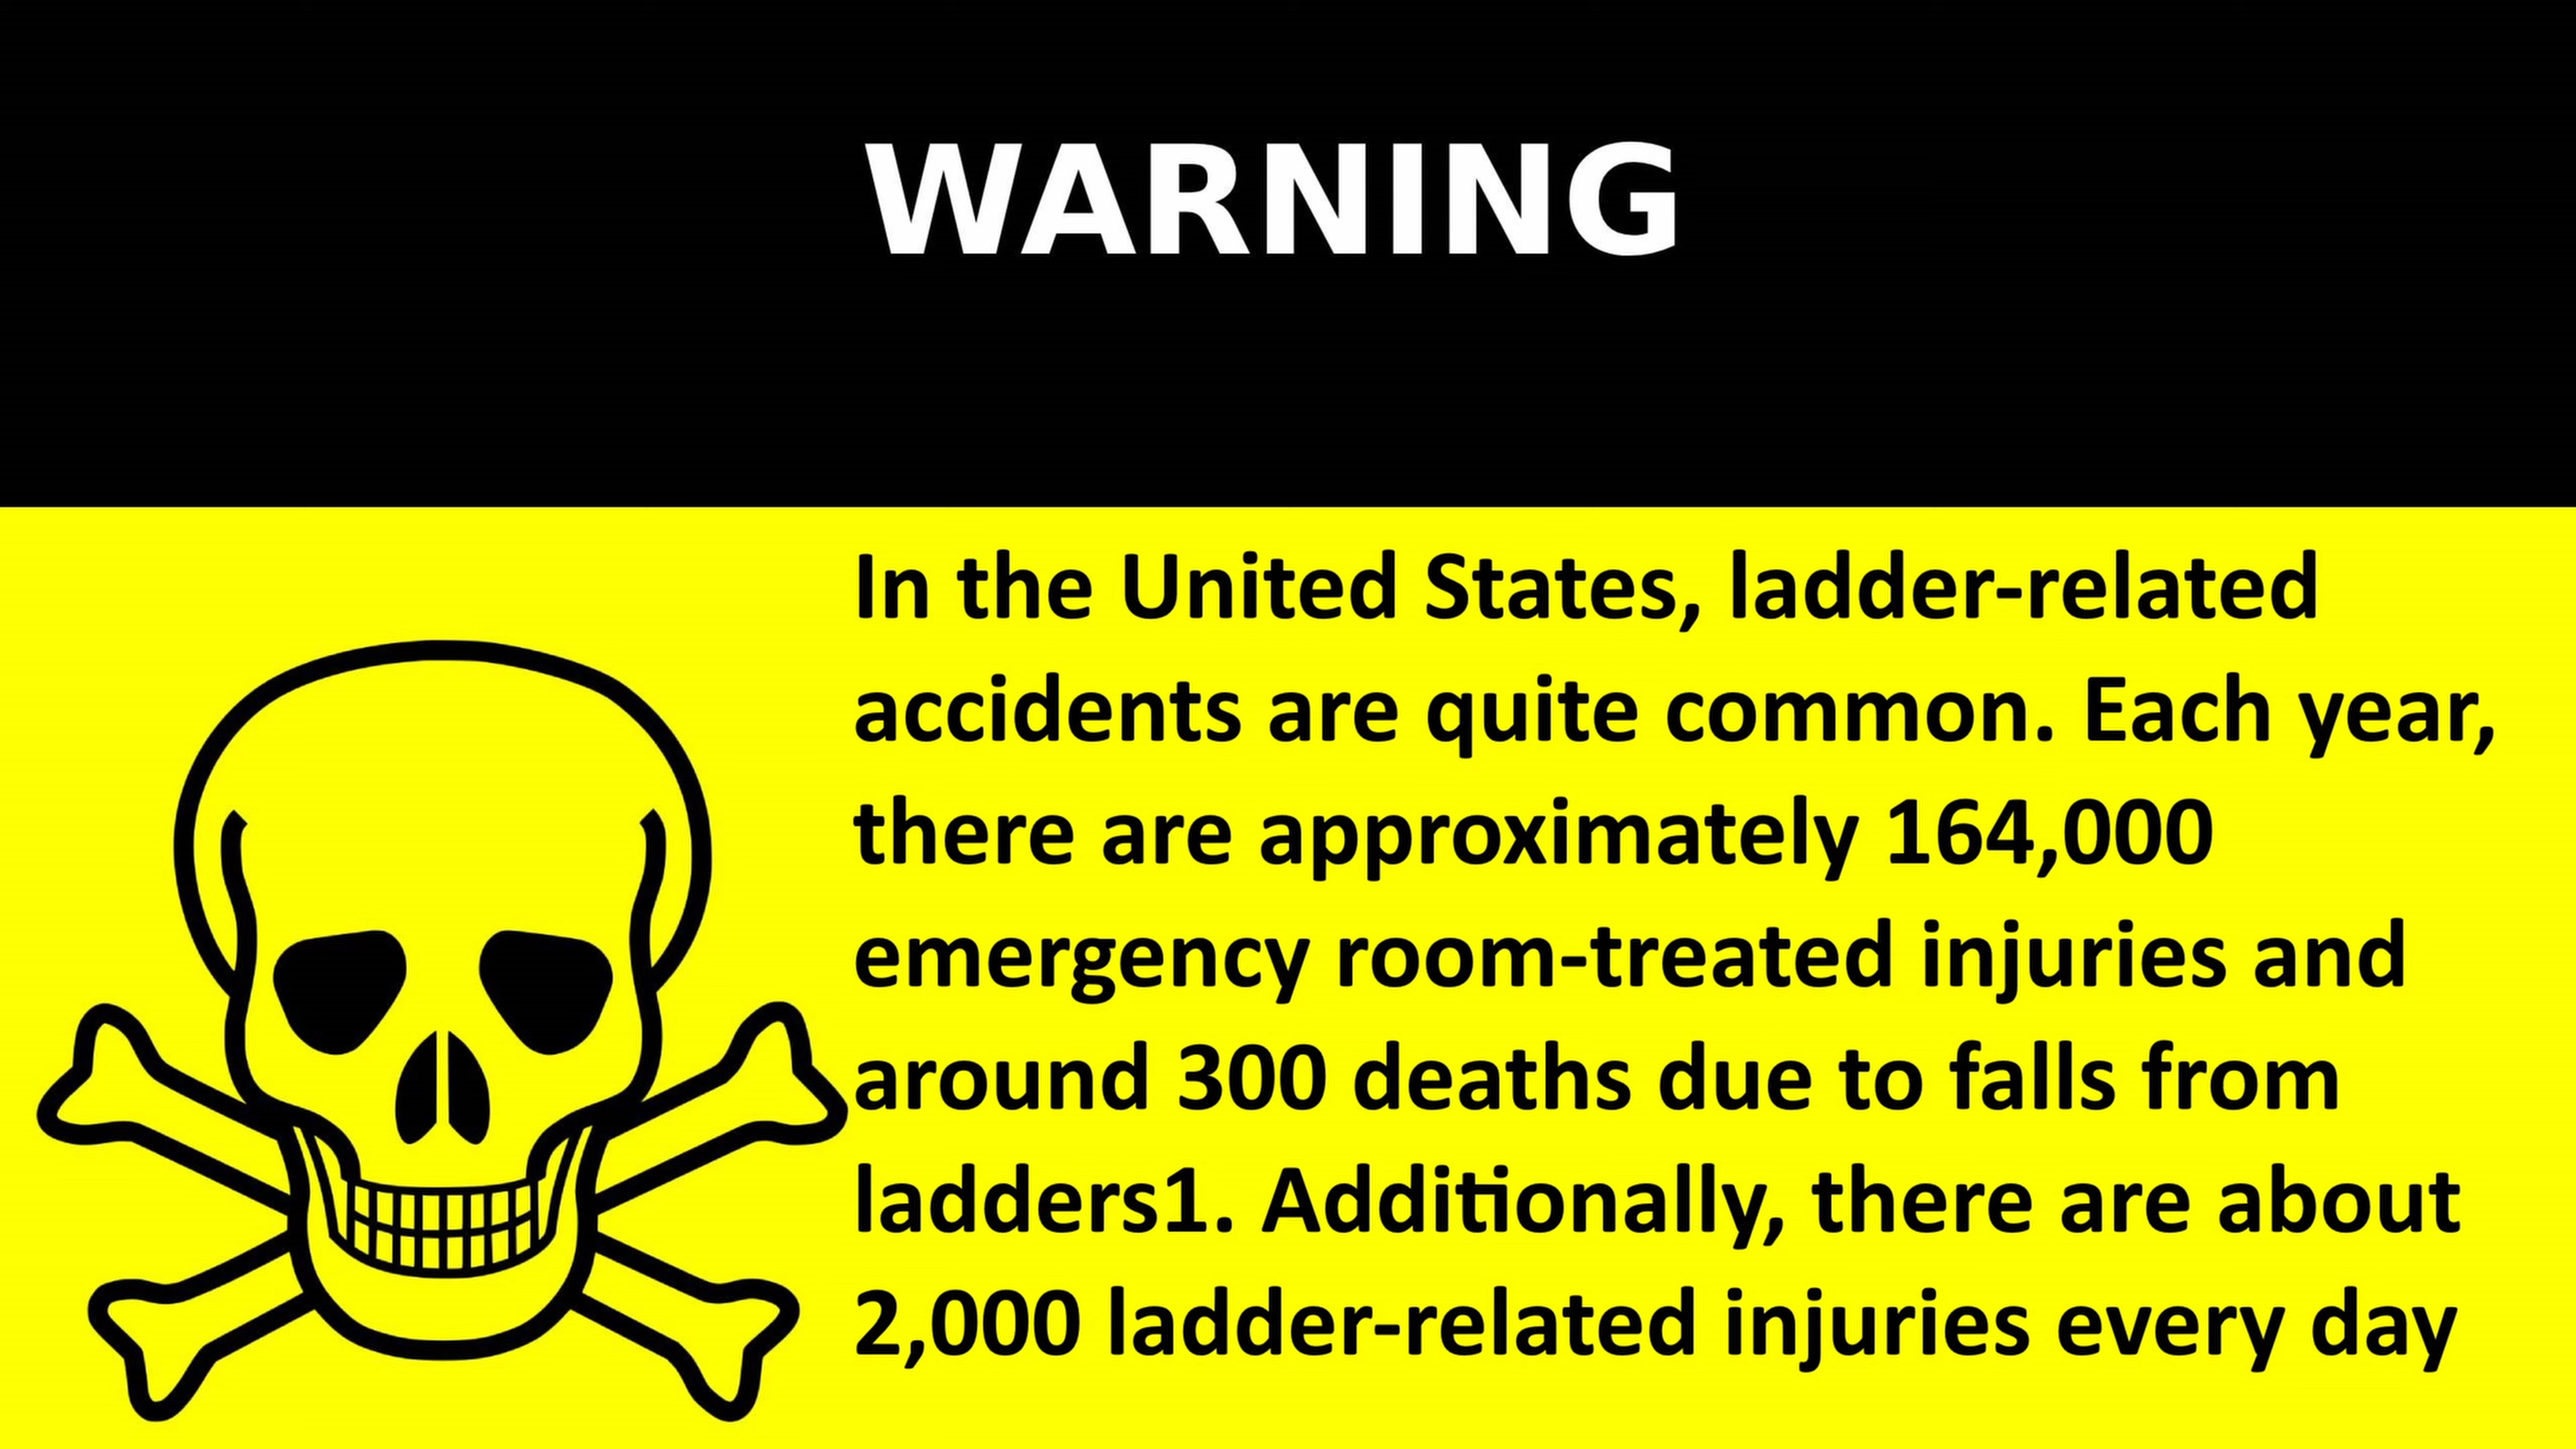 WARNING
In the United States, ladder-related
accidents are quite common. Each year,
there are approximately 164,000
emergency room-treated injuries and
around 300 deaths due to falls from
ladders1. Additionally, there are about
2,000 ladder-related injuries every day